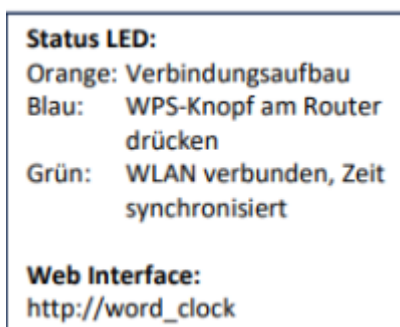 Status LED:
Orange: Verbindungsaufbau
Blau: WPS-Knopf am Router
drücken
Grün: WLAN verbunden, Zeit
synchronisiert
Web Interface:
http://word_clock